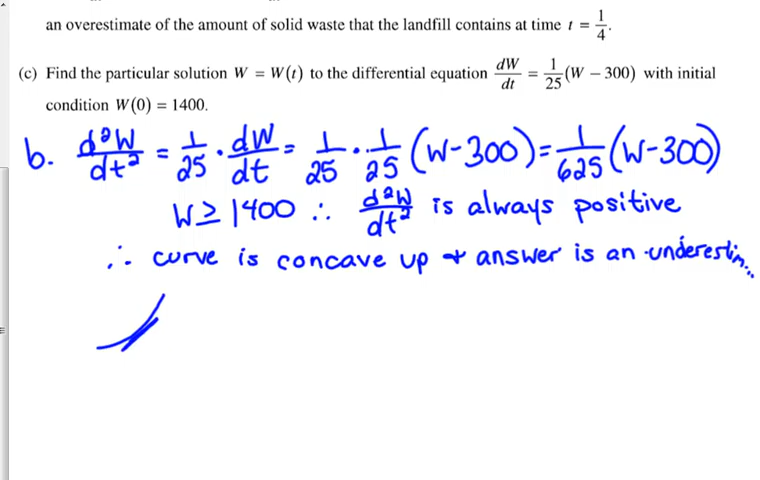 an overestimate of the amount of solid waste that the landfill contains at time t = 1/4.
(c) Find the particular solution W = W(t) to the differential equation dW/dt = 1/25 (W – 300) with initial
condition W(0) = 1400.
b. d²W/dt² = 1/25 · dW/dt = 1/25 · 1/25 (W-300) = 1/625 (W-300)
W ≥ 1400 ∴ d²W/dt² is always positive
∴ curve is concave up + answer is an underestim...